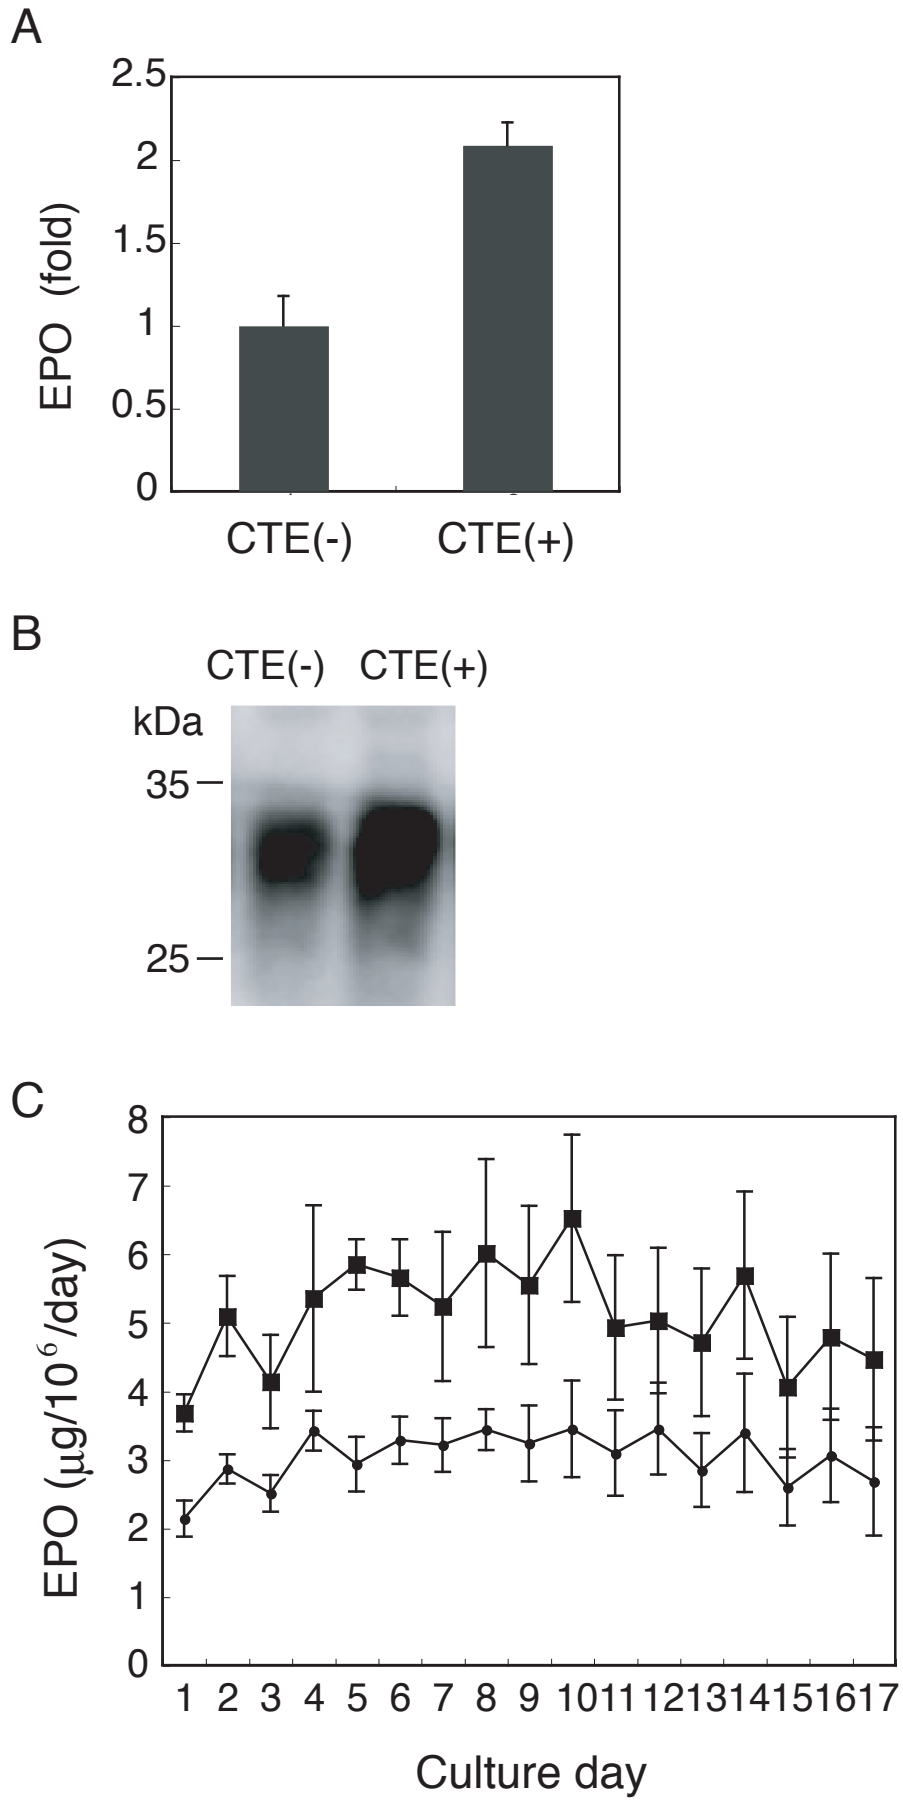 A
EPO (fold)
2.5
2
1.5
1
0.5
0
CTE(-) CTE(+)
B
CTE(-) CTE(+)
kDa
35
25
C
EPO (µg/10⁶/day)
8
7
6
5
4
3
2
1
0
1 2 3 4 5 6 7 8 9 10 11 12 13 14 15 16 17
Culture day